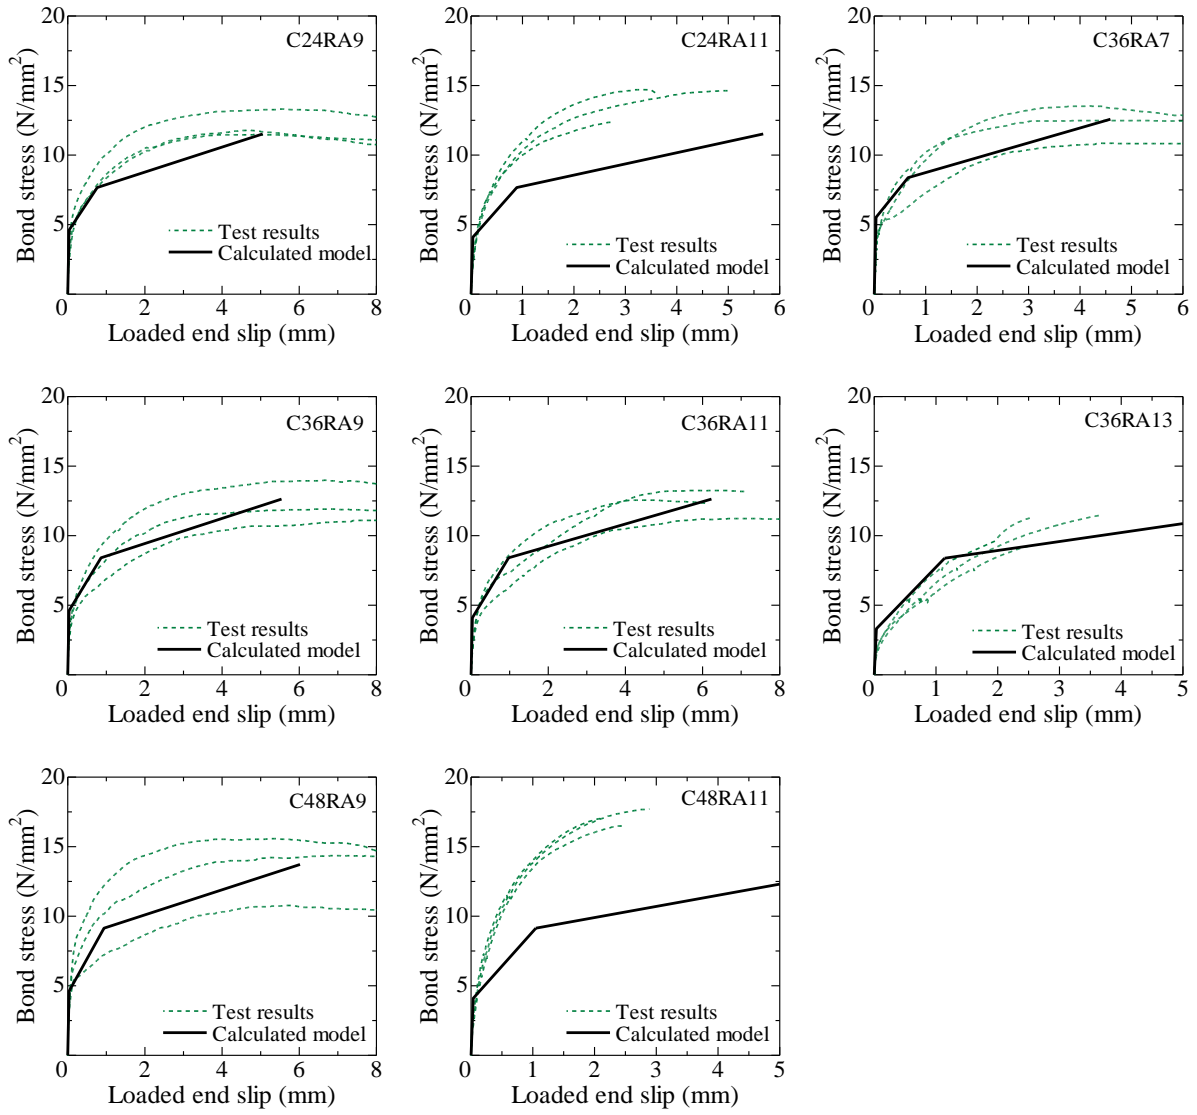 C24RA9
Bond stress (N/mm²)
20
15
10
5
0
Test results
Calculated model
0 2 4 6 8
Loaded end slip (mm)
C24RA11
Bond stress (N/mm²)
20
15
10
5
0
Test results
Calculated model
0 1 2 3 4 5 6
Loaded end slip (mm)
C36RA7
Bond stress (N/mm²)
20
15
10
5
0
Test results
Calculated model
0 1 2 3 4 5 6
Loaded end slip (mm)
C36RA9
Bond stress (N/mm²)
20
15
10
5
0
Test results
Calculated model
0 2 4 6 8
Loaded end slip (mm)
C36RA11
Bond stress (N/mm²)
20
15
10
5
0
Test results
Calculated model
0 2 4 6 8
Loaded end slip (mm)
C36RA13
Bond stress (N/mm²)
20
15
10
5
0
Test results
Calculated model
0 1 2 3 4 5
Loaded end slip (mm)
C48RA9
Bond stress (N/mm²)
20
15
10
5
0
Test results
Calculated model
0 2 4 6 8
Loaded end slip (mm)
C48RA11
Bond stress (N/mm²)
20
15
10
5
0
Test results
Calculated model
0 1 2 3 4 5
Loaded end slip (mm)